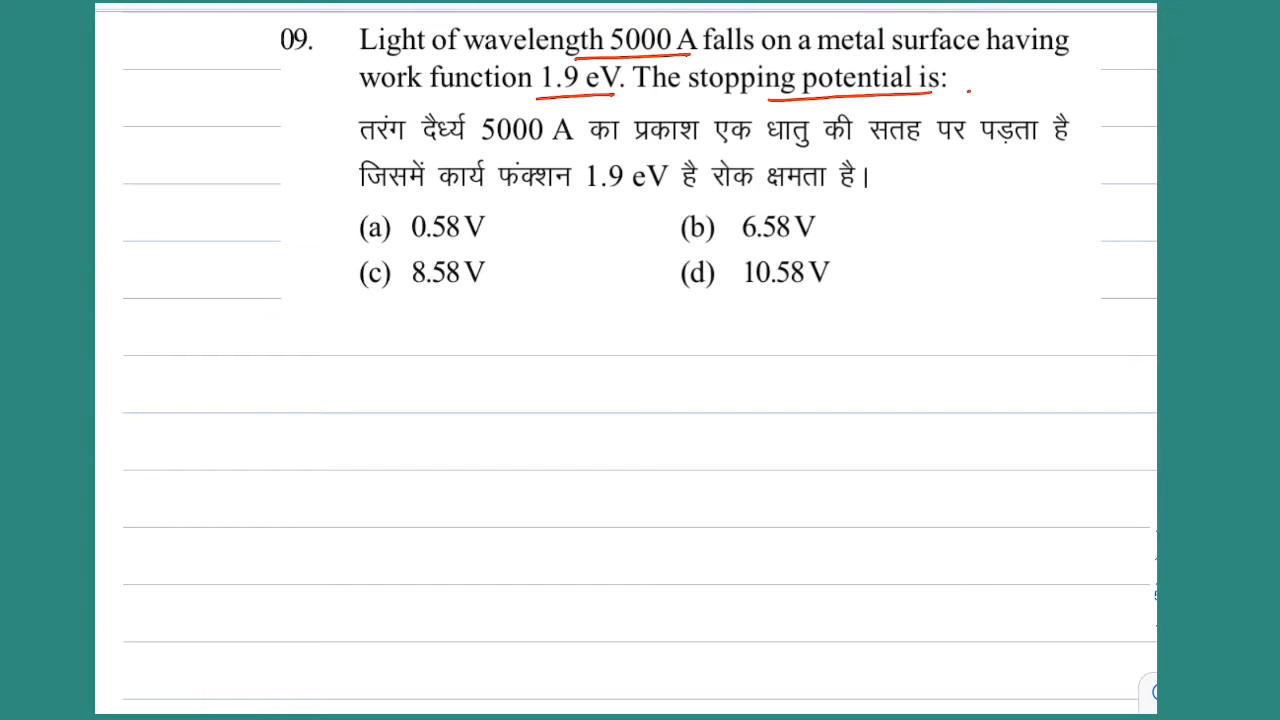 09. Light of wavelength 5000 A falls on a metal surface having
work function 1.9 eV. The stopping potential is:
तरंग दैर्ध्य 5000 A का प्रकाश एक धातु की सतह पर पड़ता है
जिसमें कार्य फंक्शन 1.9 eV है रोक क्षमता है।
(a) 0.58 V (b) 6.58 V
(c) 8.58 V (d) 10.58 V